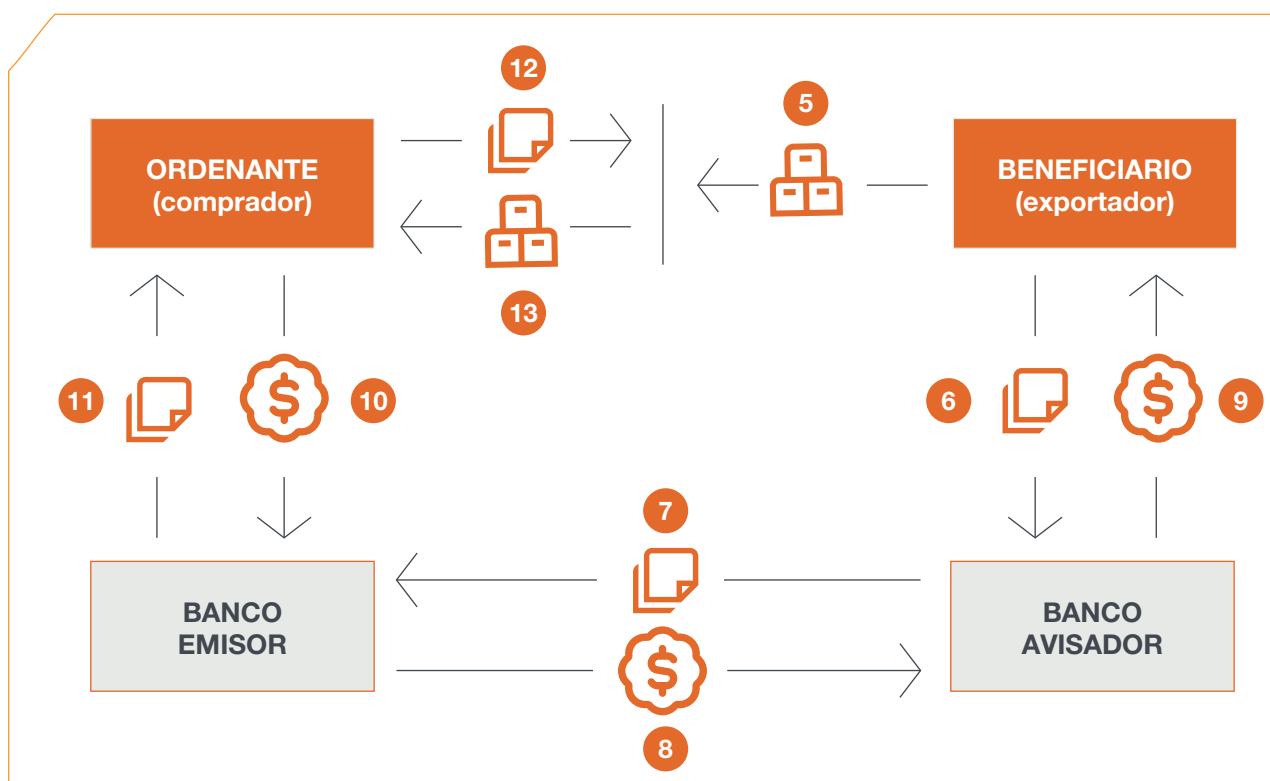 12
5
ORDENANTE
(comprador)
BENEFICIARIO
(exportador)
13
11
$
10
6
$
9
7
BANCO
EMISOR
BANCO
AVISADOR
$
8